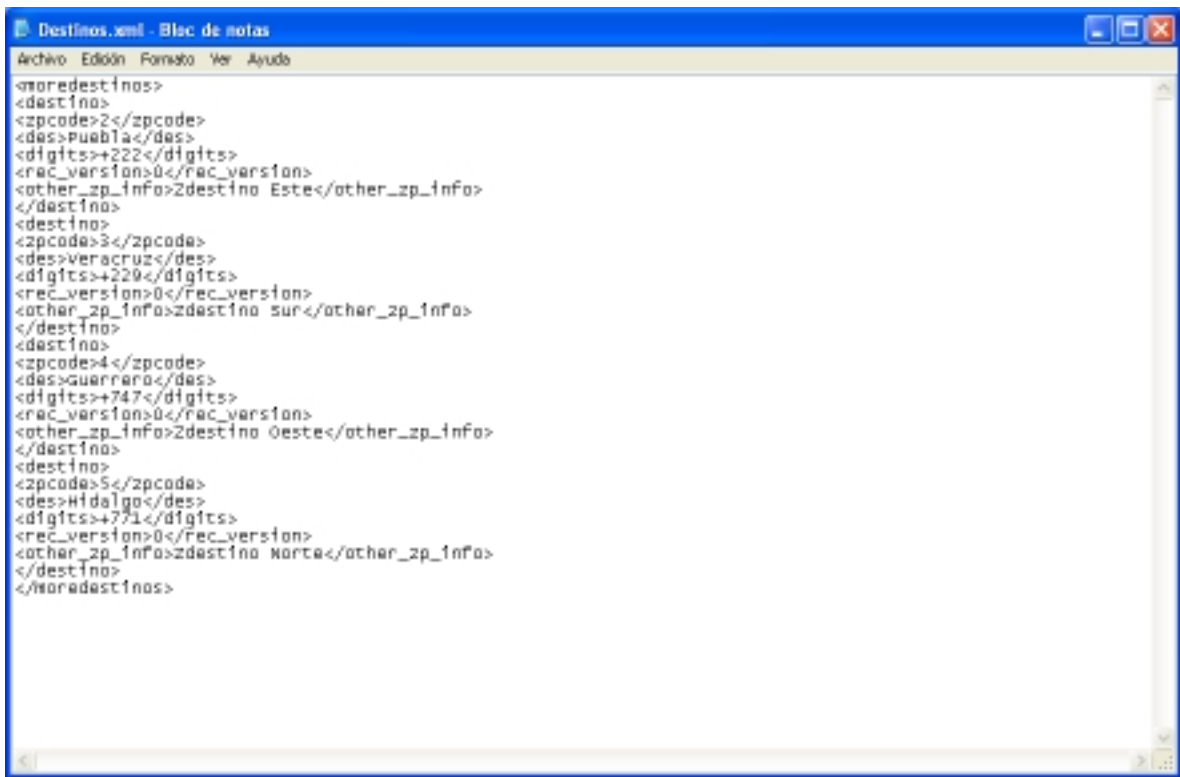 Destinos.xml - Bloc de notas
Archivo Edición Formato Ver Ayuda
<moredestinos>
<destino>
<zpcode>2</zpcode>
<des>Puebla</des>
<digits>+222</digits>
<rec_version>0</rec_version>
<other_zp_info>Zdestino Este</other_zp_info>
</destino>
<destino>
<zpcode>3</zpcode>
<des>Veracruz</des>
<digits>+229</digits>
<rec_version>0</rec_version>
<other_zp_info>Zdestino Sur</other_zp_info>
</destino>
<destino>
<zpcode>4</zpcode>
<des>Guerrero</des>
<digits>+747</digits>
<rec_version>0</rec_version>
<other_zp_info>Zdestino Oeste</other_zp_info>
</destino>
<destino>
<zpcode>5</zpcode>
<des>Hidalgo</des>
<digits>+771</digits>
<rec_version>0</rec_version>
<other_zp_info>Zdestino Norte</other_zp_info>
</destino>
</moredestinos>